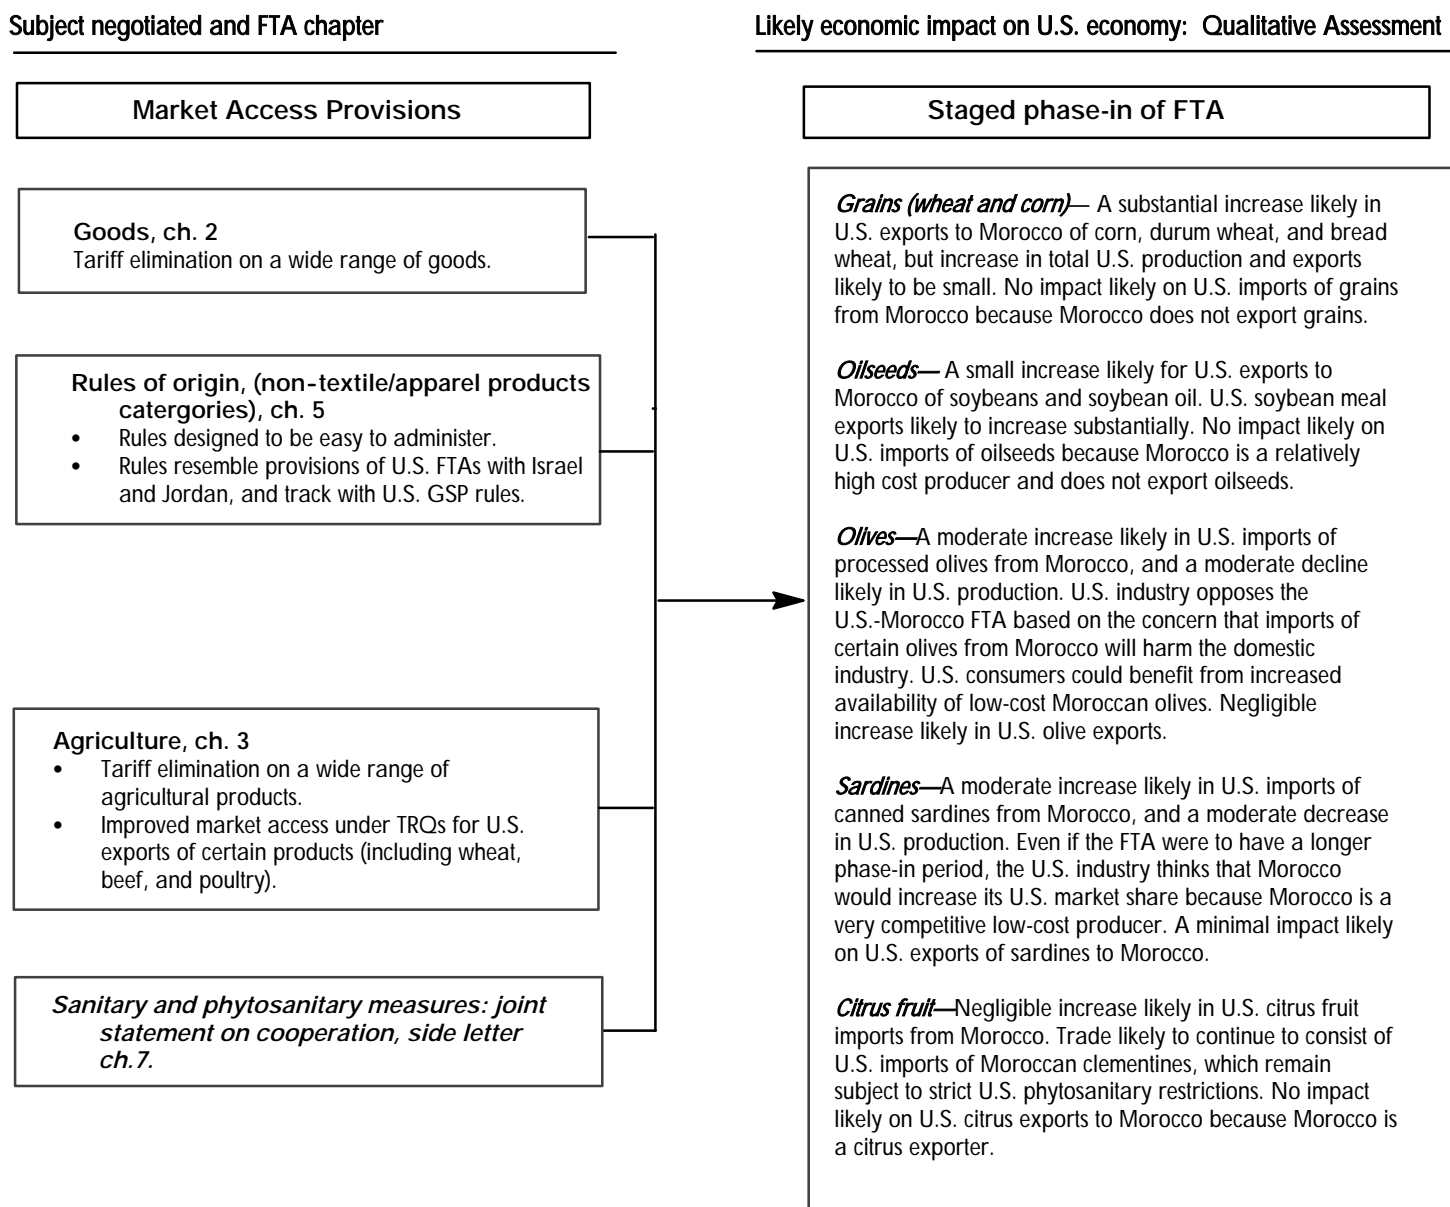 Subject negotiated and FTA chapter
Likely economic impact on U.S. economy: Qualitative Assessment
Market Access Provisions
Staged phase-in of FTA
Goods, ch. 2
Tariff elimination on a wide range of goods.
Rules of origin, (non-textile/apparel products
catergories), ch. 5
• Rules designed to be easy to administer.
• Rules resemble provisions of U.S. FTAs with Israel
and Jordan, and track with U.S. GSP rules.
Agriculture, ch. 3
• Tariff elimination on a wide range of
agricultural products.
• Improved market access under TRQs for U.S.
exports of certain products (including wheat,
beef, and poultry).
Sanitary and phytosanitary measures: joint
statement on cooperation, side letter
ch.7.
Grains (wheat and corn)— A substantial increase likely in
U.S. exports to Morocco of corn, durum wheat, and bread
wheat, but increase in total U.S. production and exports
likely to be small. No impact likely on U.S. imports of grains
from Morocco because Morocco does not export grains.
Oilseeds— A small increase likely for U.S. exports to
Morocco of soybeans and soybean oil. U.S. soybean meal
exports likely to increase substantially. No impact likely on
U.S. imports of oilseeds because Morocco is a relatively
high cost producer and does not export oilseeds.
Olives—A moderate increase likely in U.S. imports of
processed olives from Morocco, and a moderate decline
likely in U.S. production. U.S. industry opposes the
U.S.-Morocco FTA based on the concern that imports of
certain olives from Morocco will harm the domestic
industry. U.S. consumers could benefit from increased
availability of low-cost Moroccan olives. Negligible
increase likely in U.S. olive exports.
Sardines—A moderate increase likely in U.S. imports of
canned sardines from Morocco, and a moderate decrease
in U.S. production. Even if the FTA were to have a longer
phase-in period, the U.S. industry thinks that Morocco
would increase its U.S. market share because Morocco is a
very competitive low-cost producer. A minimal impact likely
on U.S. exports of sardines to Morocco.
Citrus fruit—Negligible increase likely in U.S. citrus fruit
imports from Morocco. Trade likely to continue to consist of
U.S. imports of Moroccan clementines, which remain
subject to strict U.S. phytosanitary restrictions. No impact
likely on U.S. citrus exports to Morocco because Morocco is
a citrus exporter.